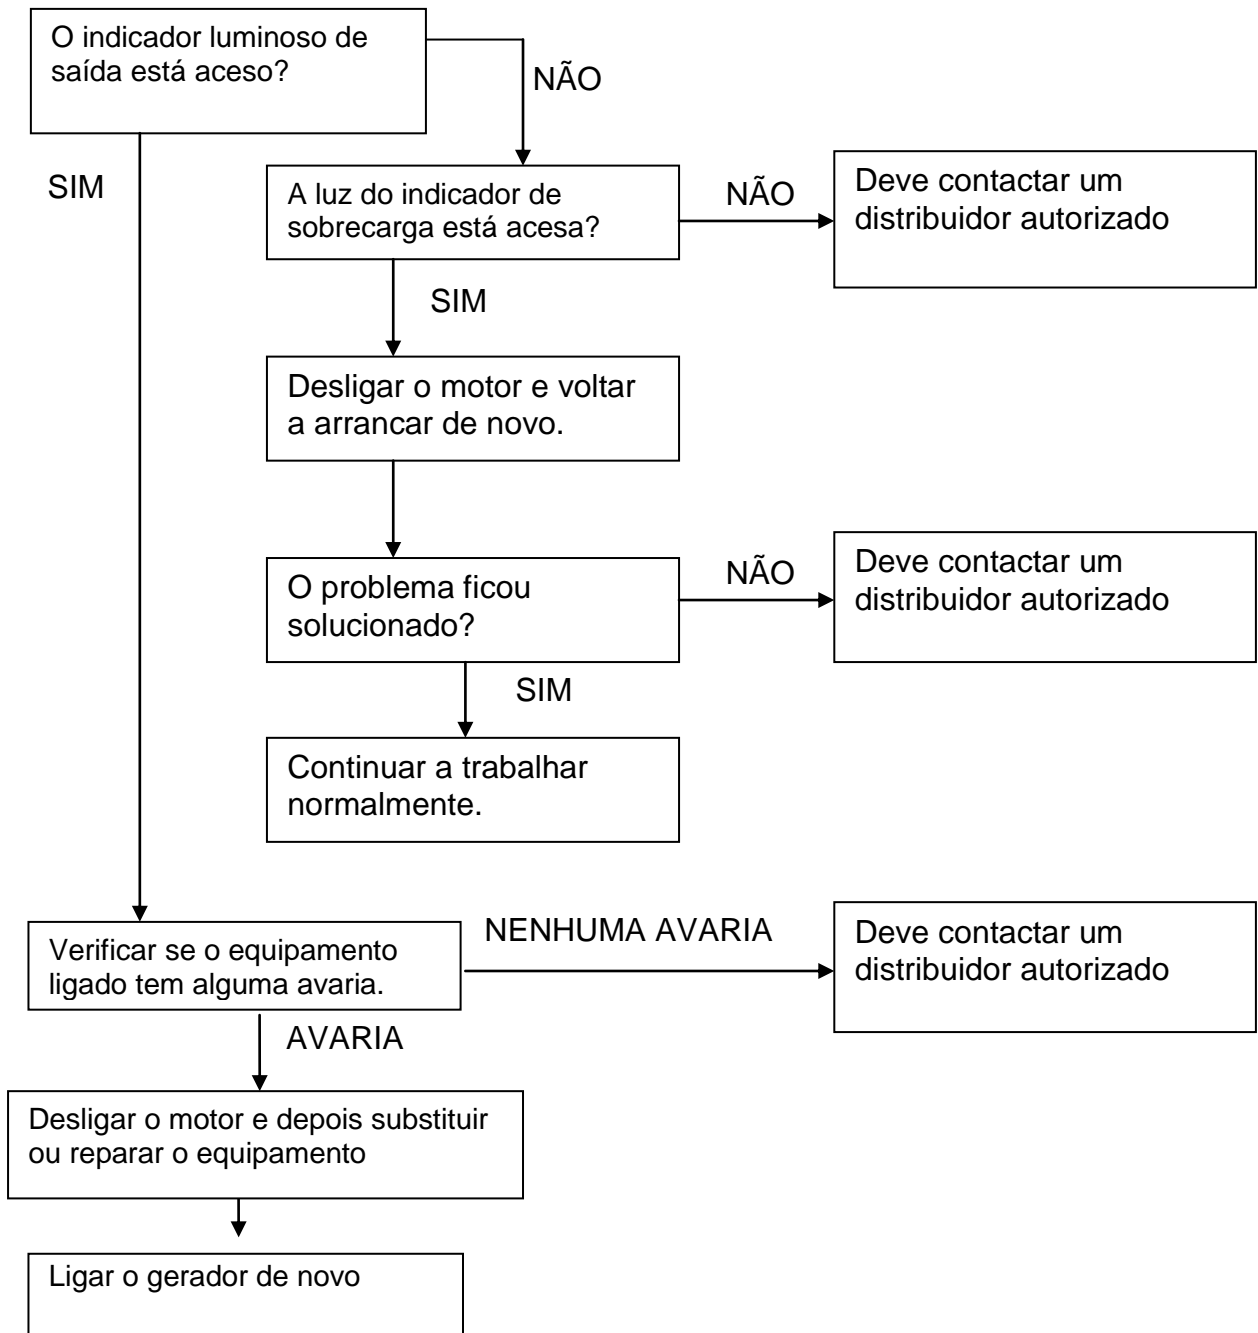 O indicador luminoso de
saída está aceso?
NÃO
SIM
A luz do indicador de
sobrecarga está acesa?
NÃO
Deve contactar um
distribuidor autorizado
SIM
Desligar o motor e voltar
a arrancar de novo.
O problema ficou
solucionado?
NÃO
Deve contactar um
distribuidor autorizado
SIM
Continuar a trabalhar
normalmente.
Verificar se o equipamento
ligado tem alguma avaria.
NENHUMA AVARIA
Deve contactar um
distribuidor autorizado
AVARIA
Desligar o motor e depois substituir
ou reparar o equipamento
Ligar o gerador de novo